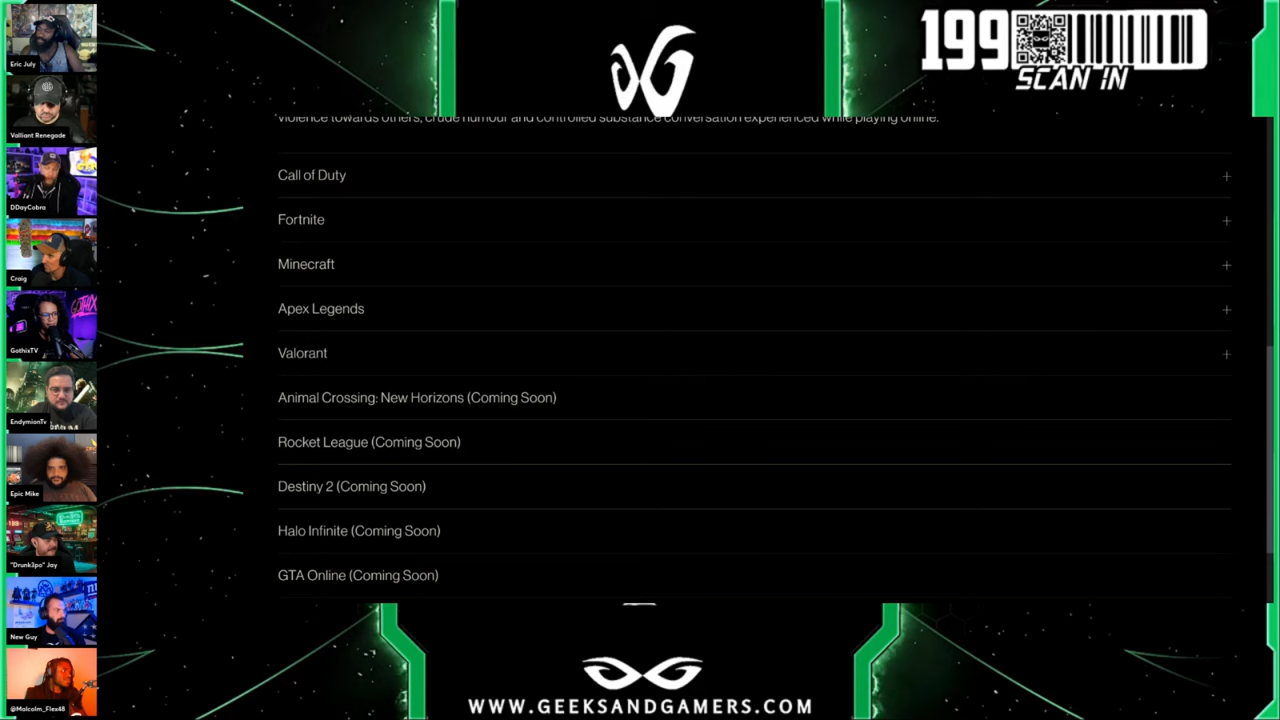 Eric July
Valliant Renegade
DDayCobra
Craig
GothixTV
EndymionTv
Epic Mike
"Drunk3po" Jay
New Guy
@Malcolm_Flex48
199
SCAN IN
violence towards others, crude humour and controlled substance conversation experienced while playing online.
Call of Duty +
Fortnite +
Minecraft +
Apex Legends +
Valorant +
Animal Crossing: New Horizons (Coming Soon)
Rocket League (Coming Soon)
Destiny 2 (Coming Soon)
Halo Infinite (Coming Soon)
GTA Online (Coming Soon)
WWW.GEEKSANDGAMERS.COM